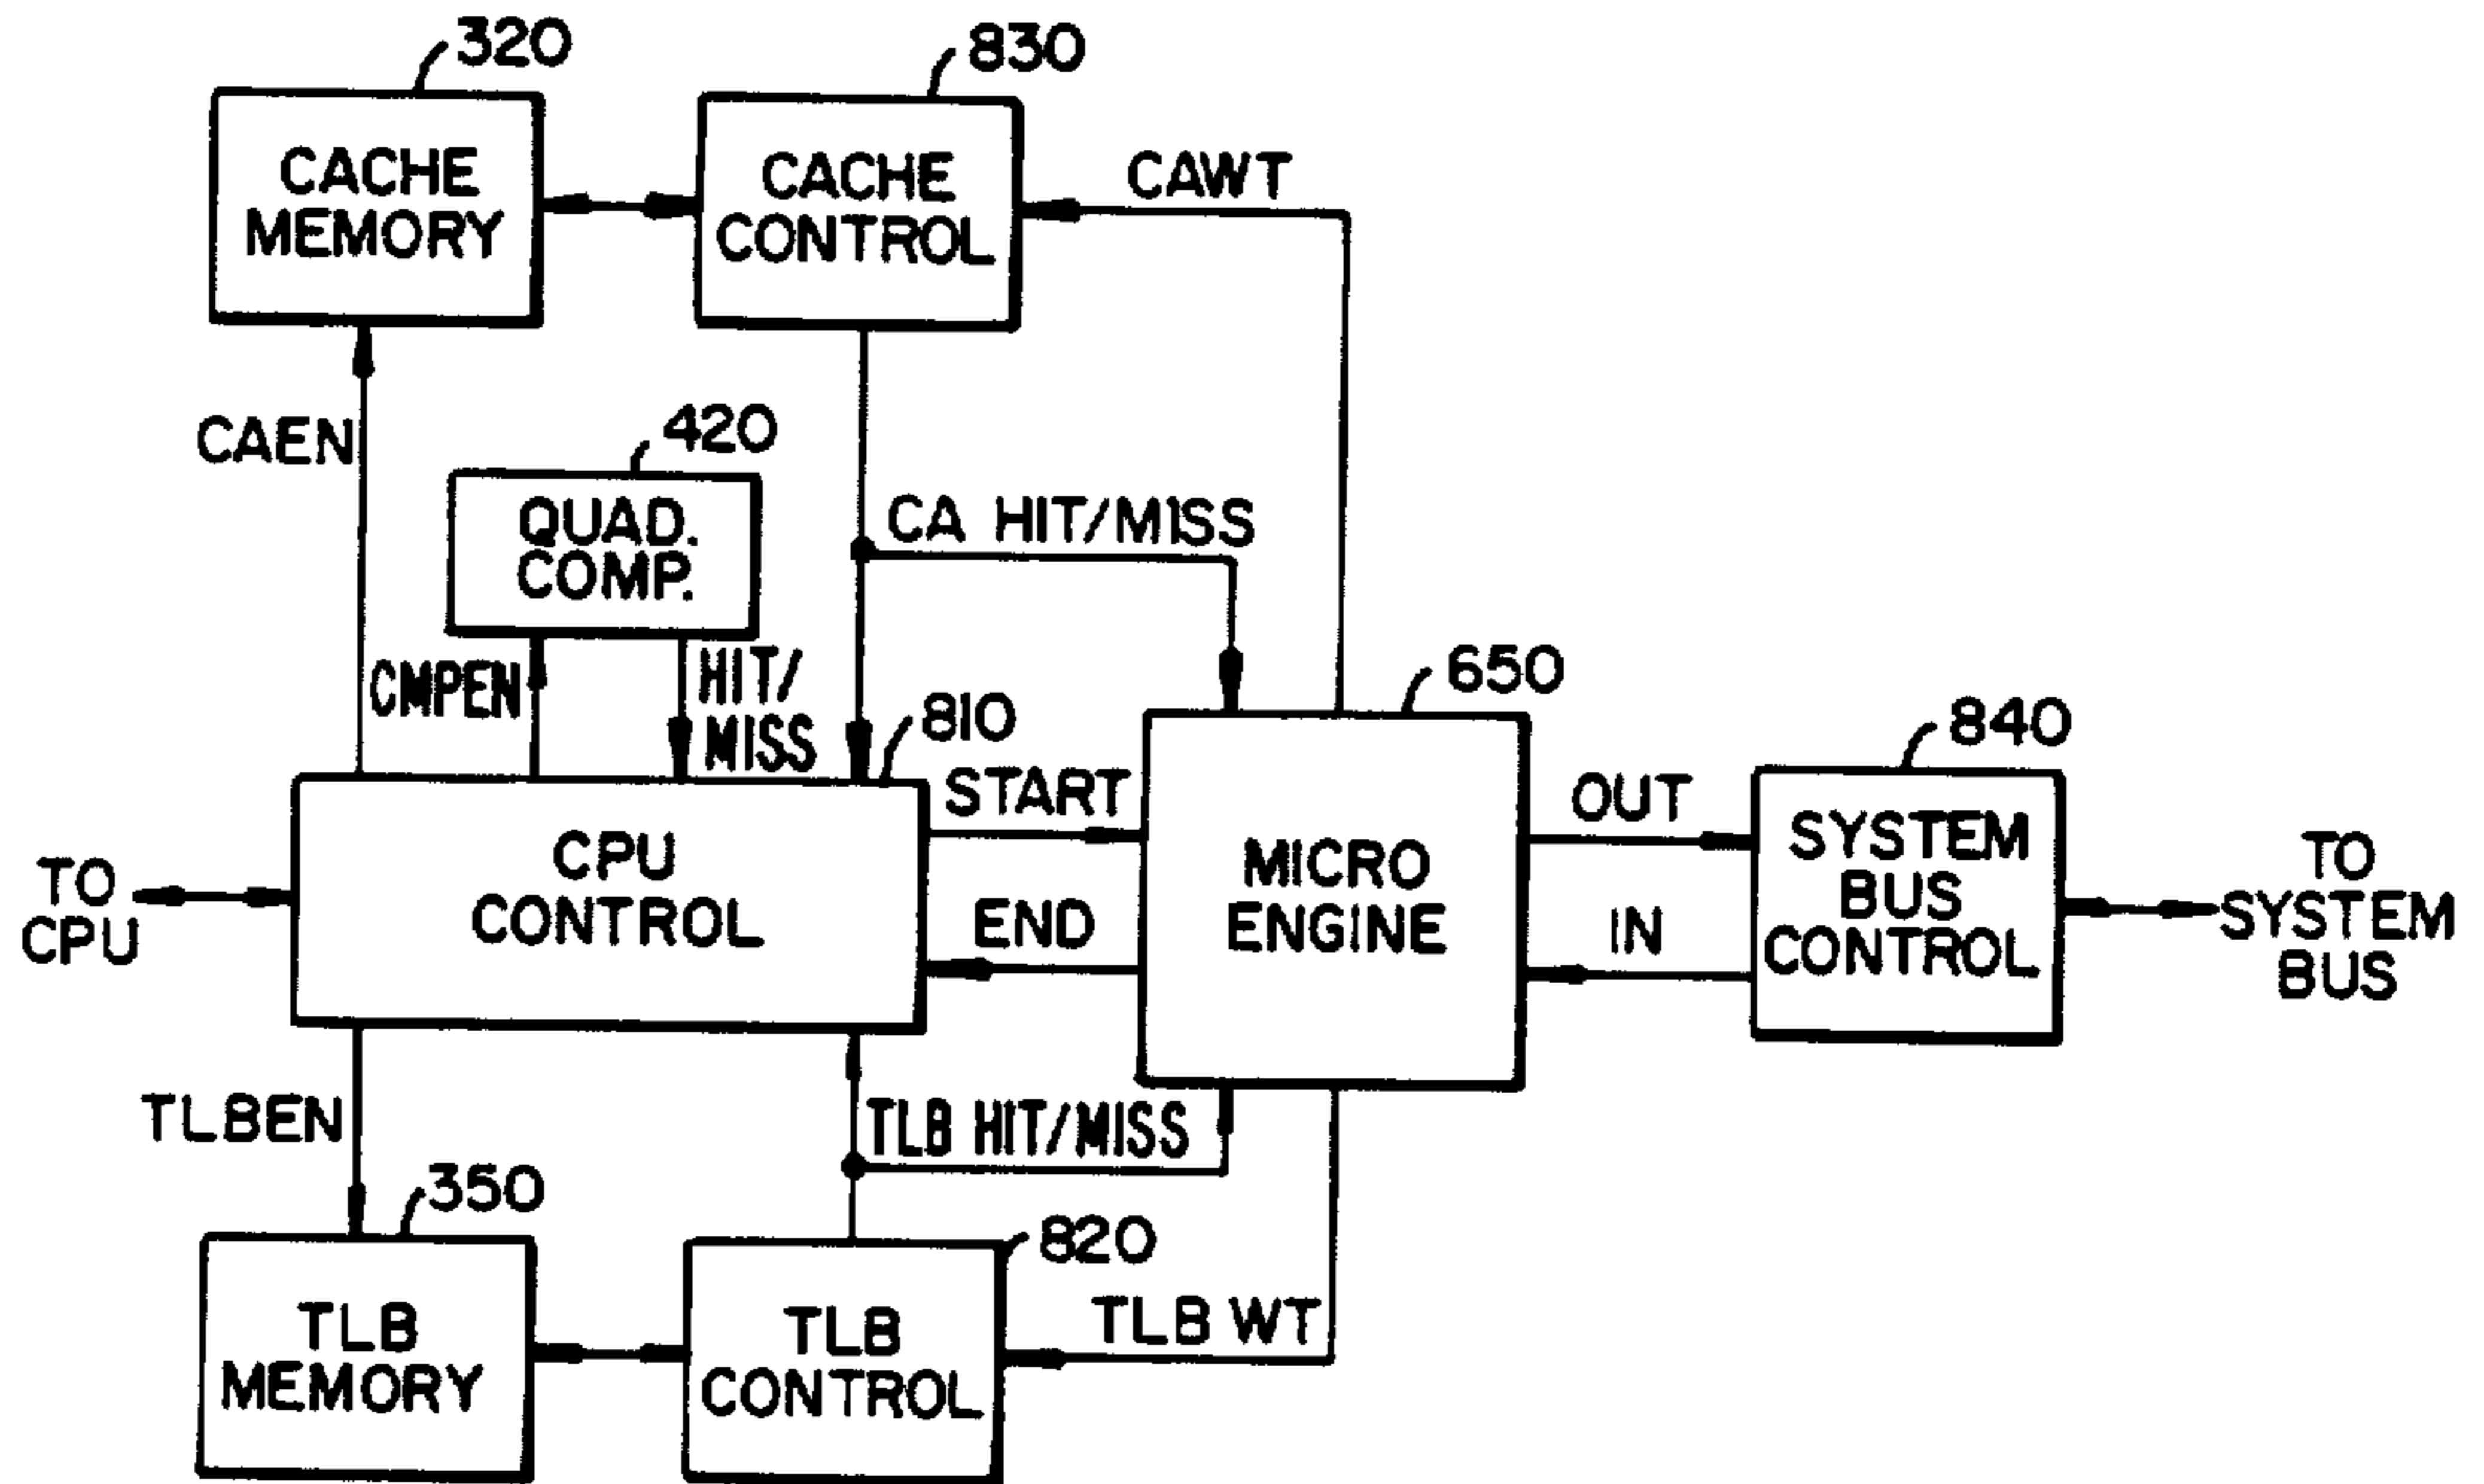 320
830
CACHE
MEMORY
CACHE
CONTROL
CAWT
CAEN
420
QUAD.
COMP.
CA HIT/MISS
CMPEN
HIT/
MISS
810
650
840
START
OUT
CPU
CONTROL
MICRO
ENGINE
SYSTEM
BUS
CONTROL
TO
CPU
END
IN
TO
SYSTEM
BUS
TLBEN
TLB HIT/MISS
350
820
TLB
MEMORY
TLB
CONTROL
TLB WT